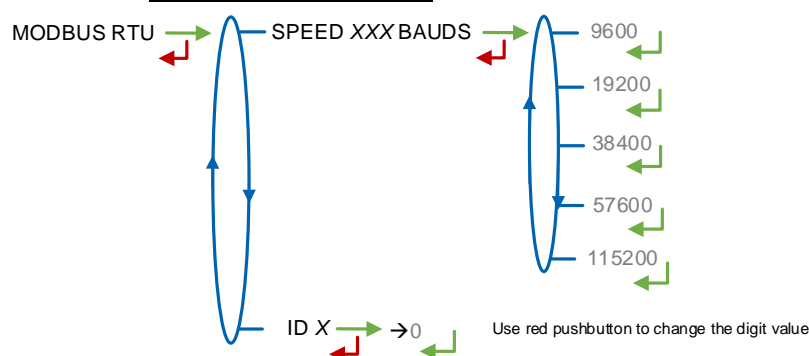 MODBUS RTU SPEED XXX BAUDS 9600
19200
38400
57600
115200
ID X →0 Use red pushbutton to change the digit value